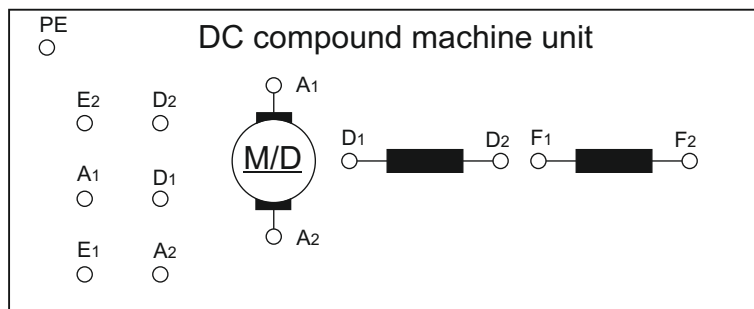 PE
DC compound machine unit
E2 D2
A1
D1 D2 F1 F2
M/D
A1 D1
A2
E1 A2